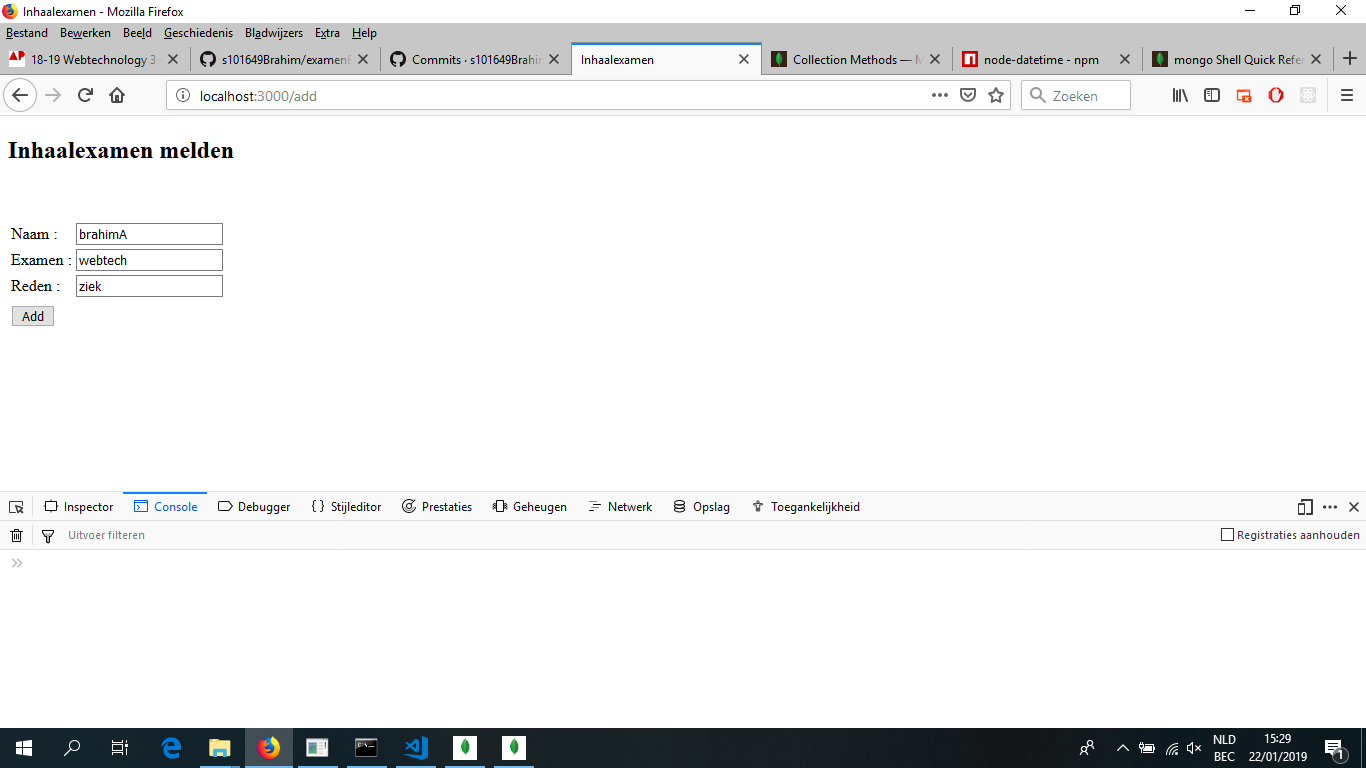 Inhaalexamen - Mozilla Firefox
Bestand Bewerken Beeld Geschiedenis Bladwijzers Extra Help
18-19 Webtechnology 3 s101649Brahim/examen Commits · s101649Brahi Inhaalexamen Collection Methods — M node-datetime - npm mongo Shell Quick Refer
localhost:3000/add
Zoeken
Inhaalexamen melden
Naam : brahimA
Examen : webtech
Reden : ziek
Add
Inspector Console Debugger Stijleditor Prestaties Geheugen Netwerk Opslag Toegankelijkheid
Uitvoer filteren
Registraties aanhouden
NLD 15:29
BEC 22/01/2019 1